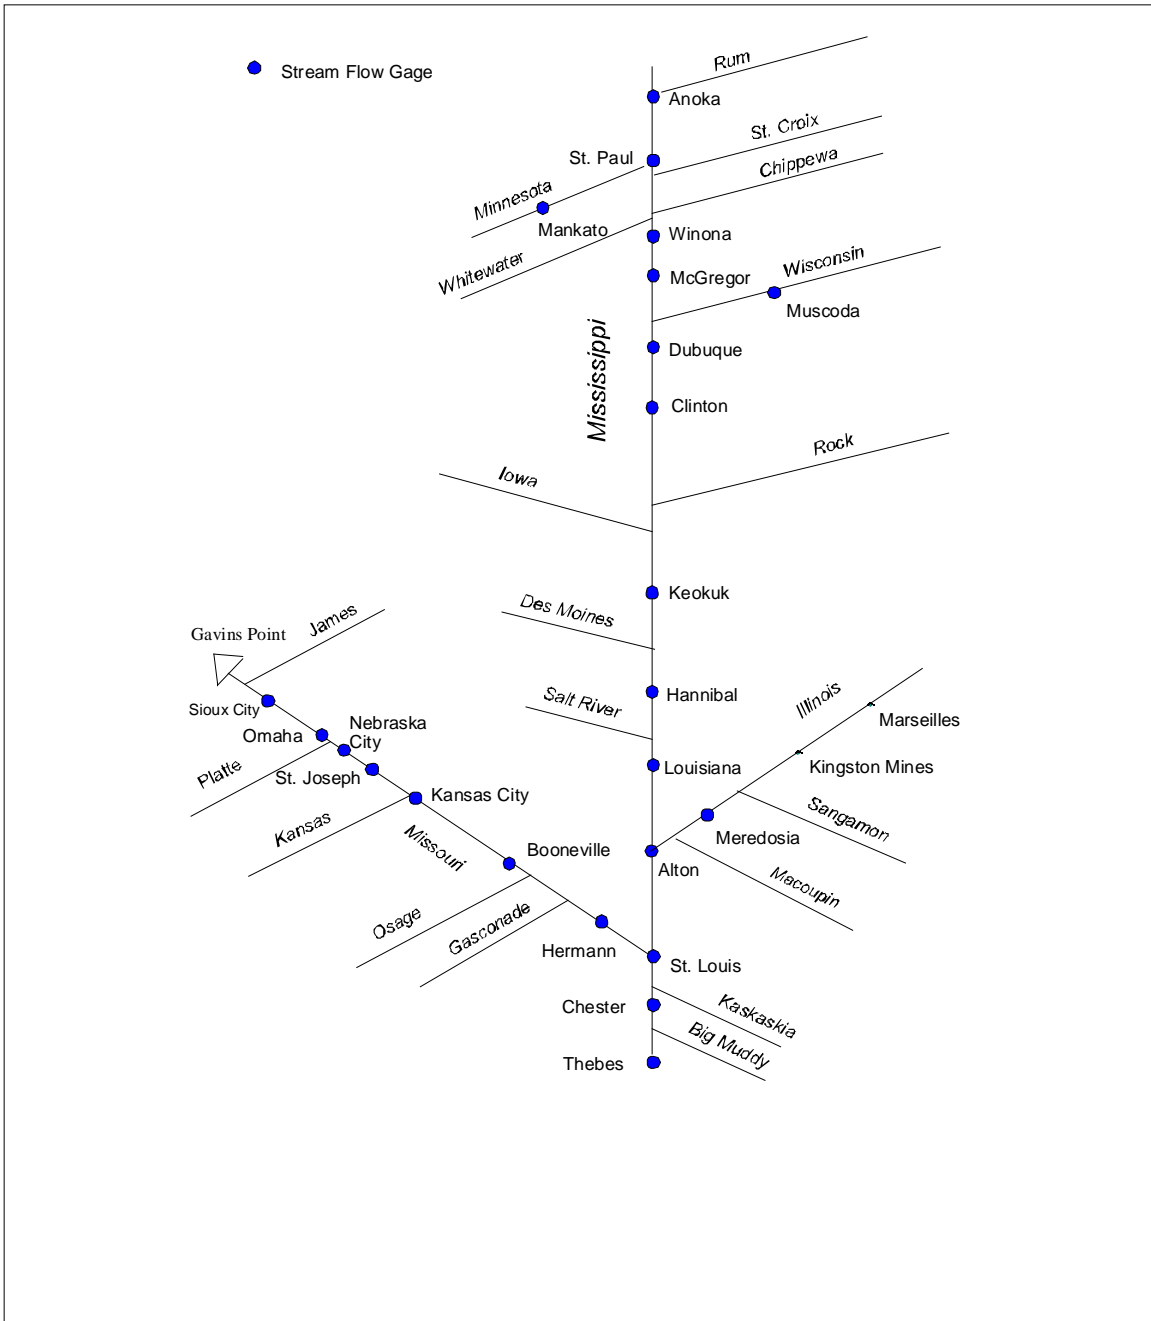 Rum
Stream Flow Gage
Anoka
St. Croix
St. Paul
Chippewa
Minnesota
Mankato
Winona
Whitewater
Wisconsin
McGregor
Muscoda
Mississippi
Dubuque
Clinton
Rock
Iowa
Keokuk
Des Moines
James
Gavins Point
Hannibal
Illinois
Salt River
Sioux City
Marseilles
Nebraska
City
Omaha
Louisiana
Kingston Mines
Platte
St. Joseph
Kansas City
Sangamon
Kansas
Missouri
Meredosia
Booneville
Alton
Macoupin
Osage
Gasconade
Hermann
St. Louis
Chester
Kaskaskia
Big Muddy
Thebes